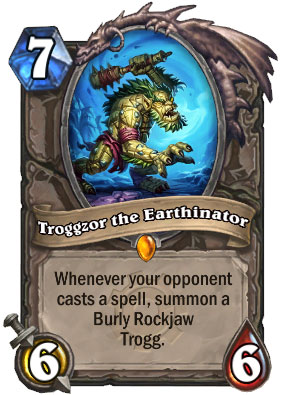 7
Troggzor the Earthinator
Whenever your opponent
casts a spell, summon a
Burly Rockjaw
Trogg.
6
6